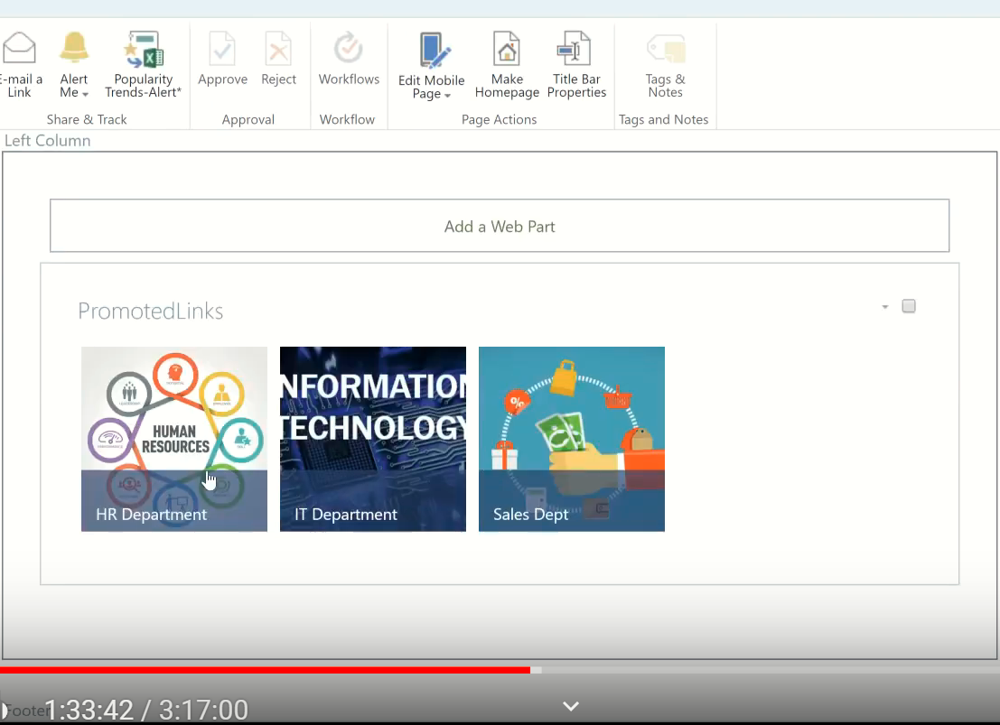 E-mail a
Link
Alert
Me
Popularity
Trends-Alert*
Share & Track
Approve
Reject
Approval
Workflows
Workflow
Edit Mobile
Page
Make
Homepage
Title Bar
Properties
Page Actions
Tags &
Notes
Tags and Notes
Left Column
Add a Web Part
PromotedLinks
HUMAN
RESOURCES
HR Department
NFORMATION
TECHNOLOGY
IT Department
%
Sales Dept
Footer
1:33:42 / 3:17:00